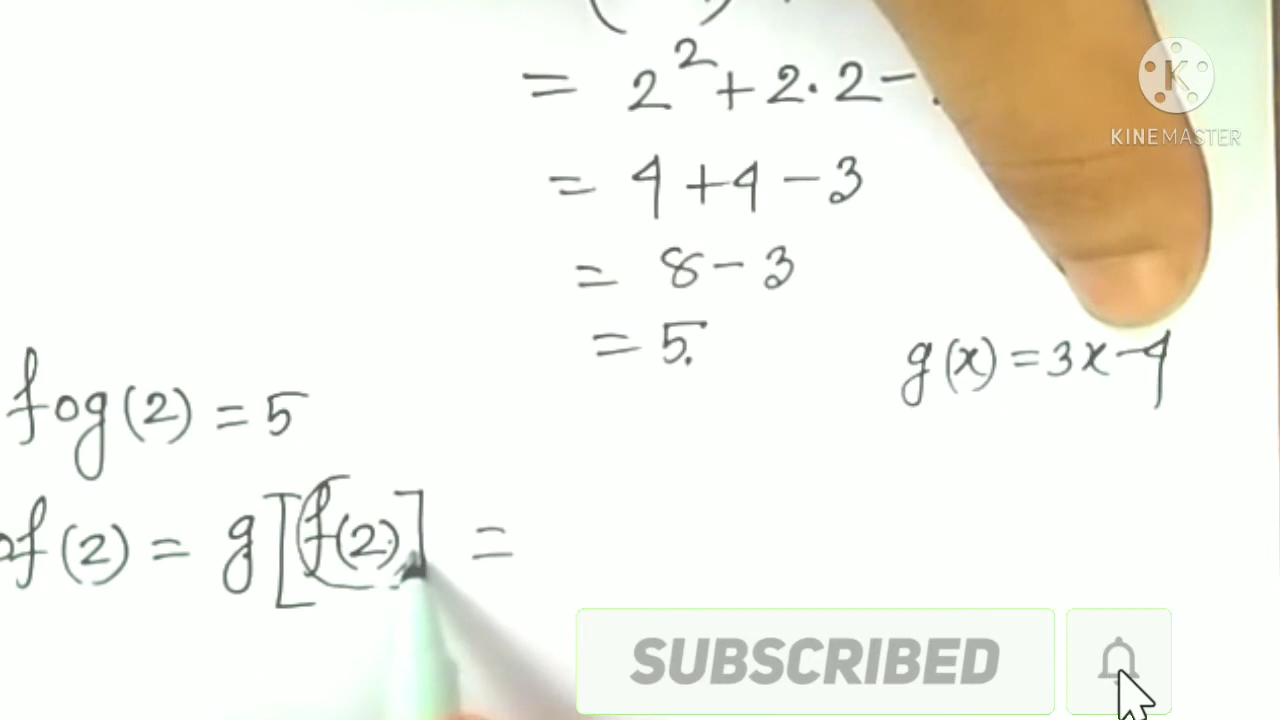 = 2² + 2·2 -
= 4 + 4 - 3
= 8 - 3
= 5.
g(x) = 3x-4
fog(2) = 5
of(2) = g[f(2)] =
KINEMASTER
SUBSCRIBED